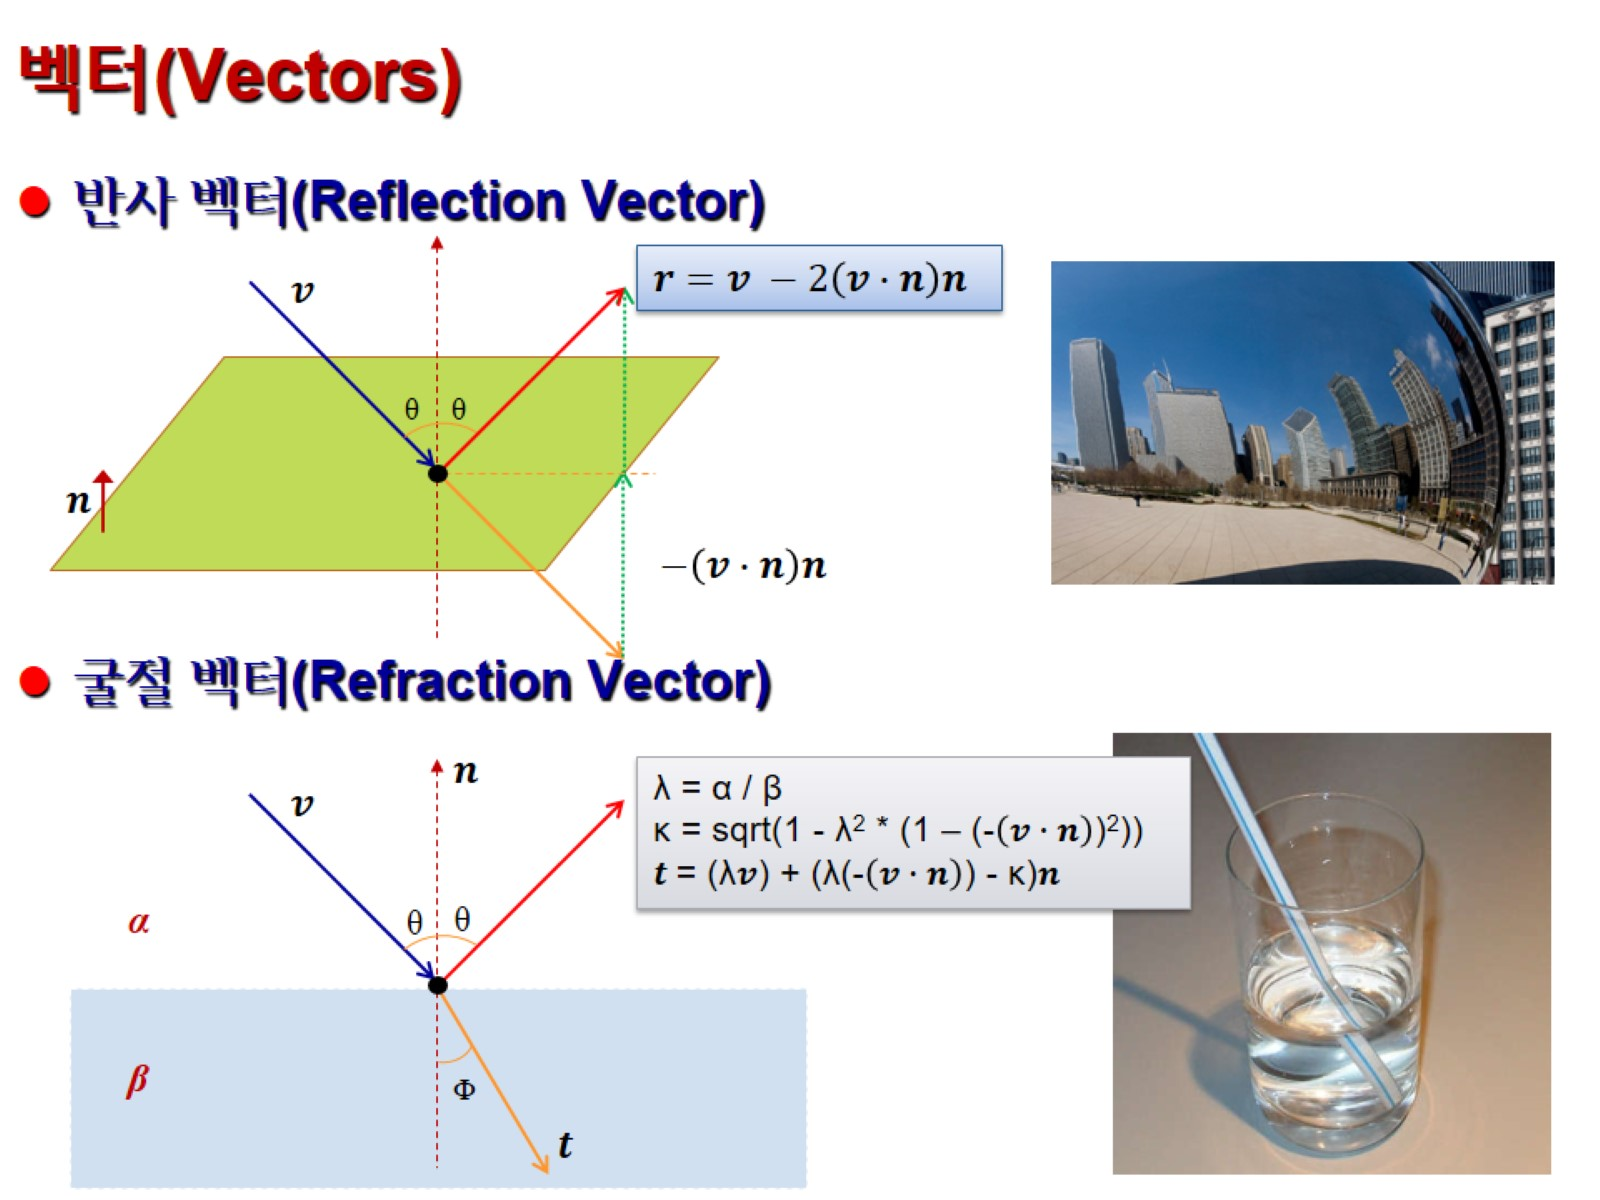 벡터(Vectors)
● 반사 벡터(Reflection Vector)
v
r = v − 2(v · n)n
θ θ
n
−(v · n)n
● 굴절 벡터(Refraction Vector)
n
v
λ = α / β
κ = sqrt(1 - λ² * (1 – (-(v · n))²))
t = (λv) + (λ(-(v · n)) - κ)n
α
θ θ
β
Φ
t